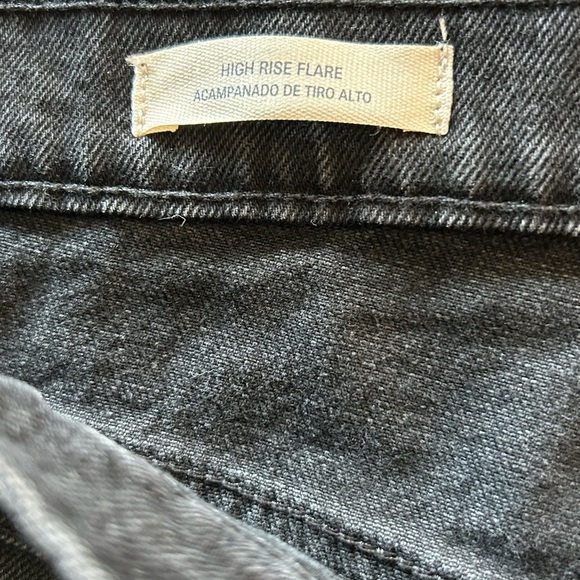 HIGH RISE FLARE
ACAMPANADO DE TIRO ALTO